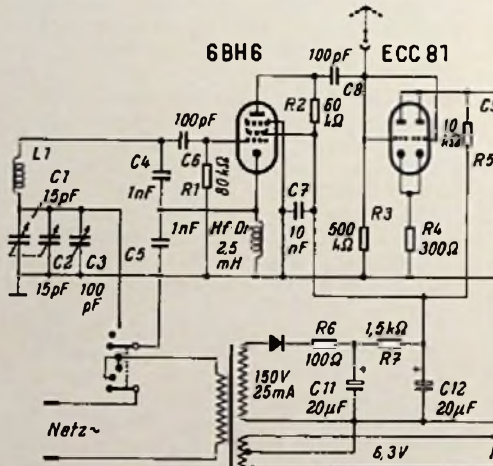 6BH6
ECC 81
100pF
C8
R2
60
kΩ
100pF
C6
C4
1nF
R1
80kΩ
L1
C1
15pF
C2
C3
15pF
100
pF
1nF
C5
Hf Dr
2,5
mH
C7
10
nF
R3
500
kΩ
R4
300Ω
10
kΩ
R5
R6
100Ω
1,5kΩ
R7
150V
25mA
C11
20µF
+
C12
20µF
+
Netz~
6,3V